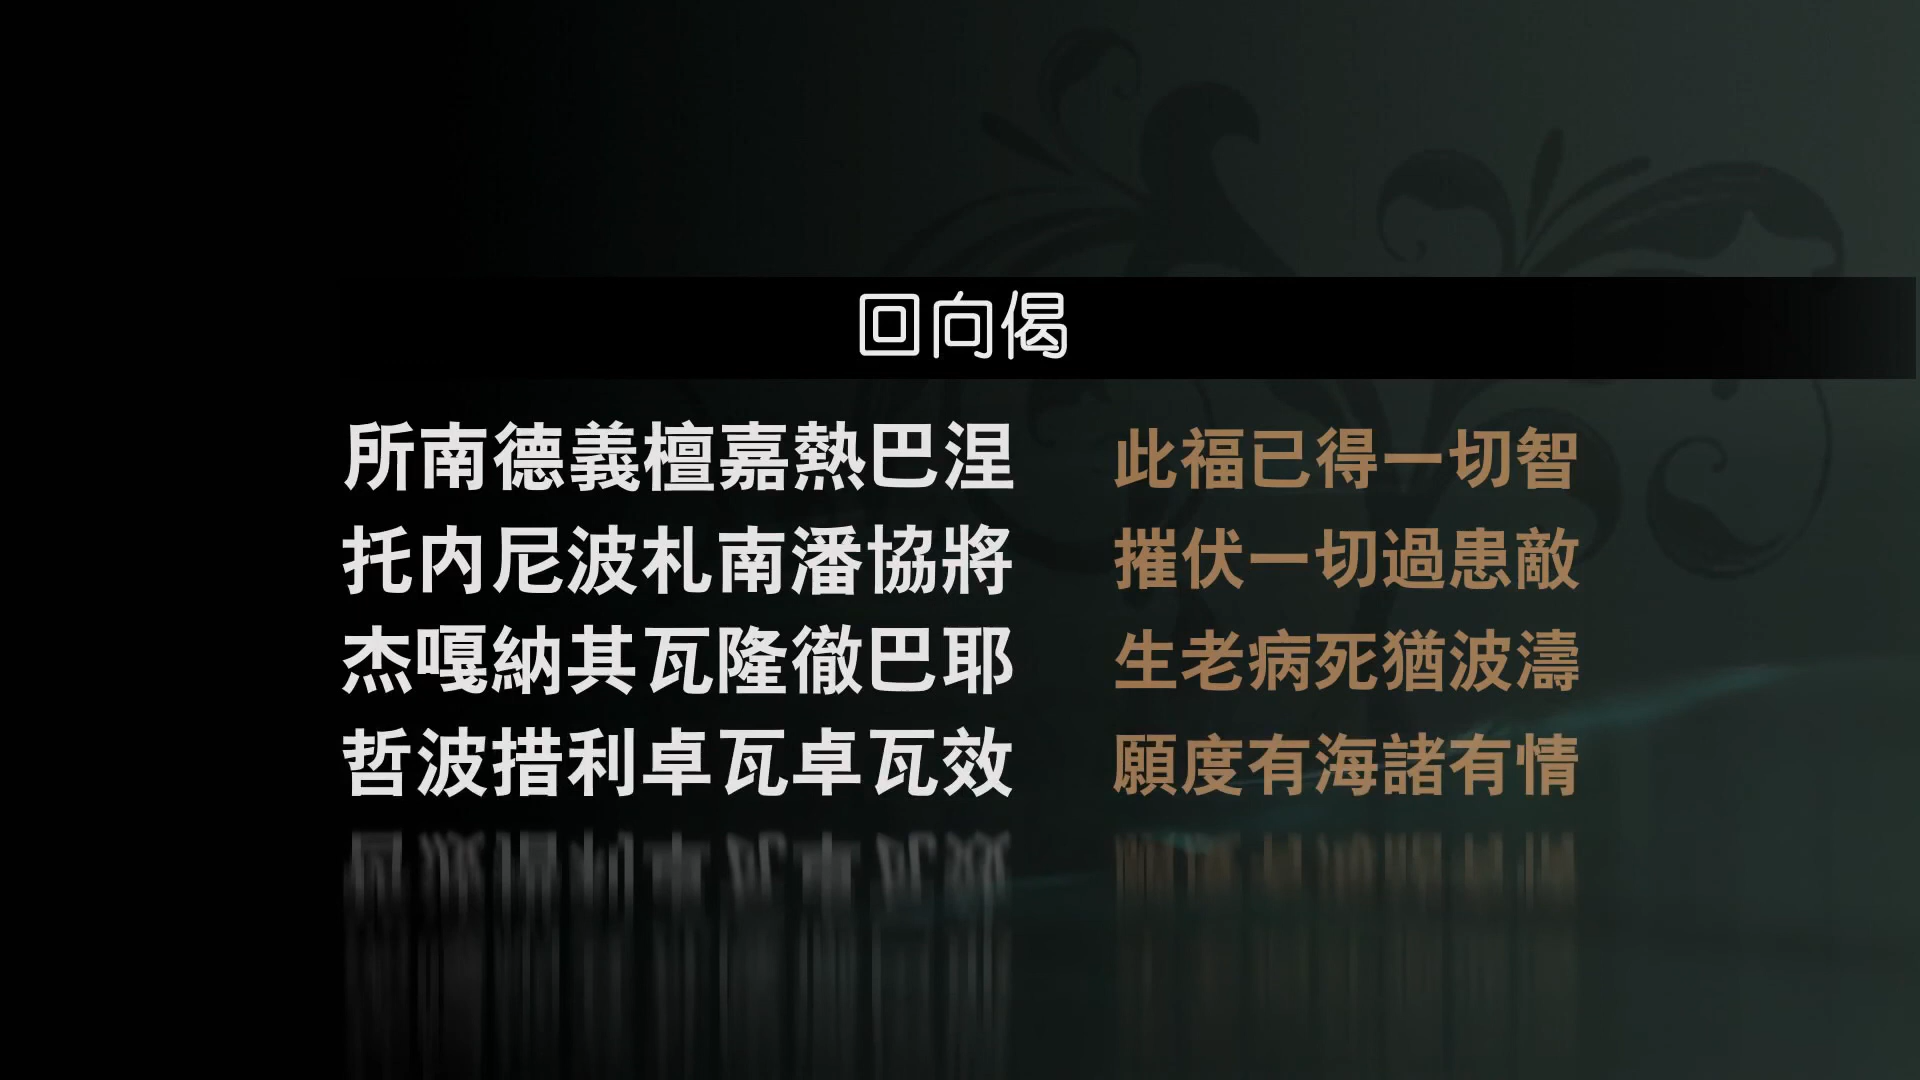 回向偈
所南德義檀嘉熱巴涅 此福已得一切智
托内尼波札南潘協將 摧伏一切過患敵
杰嘎納其瓦隆徹巴耶 生老病死猶波濤
哲波措利卓瓦卓瓦效 願度有海諸有情